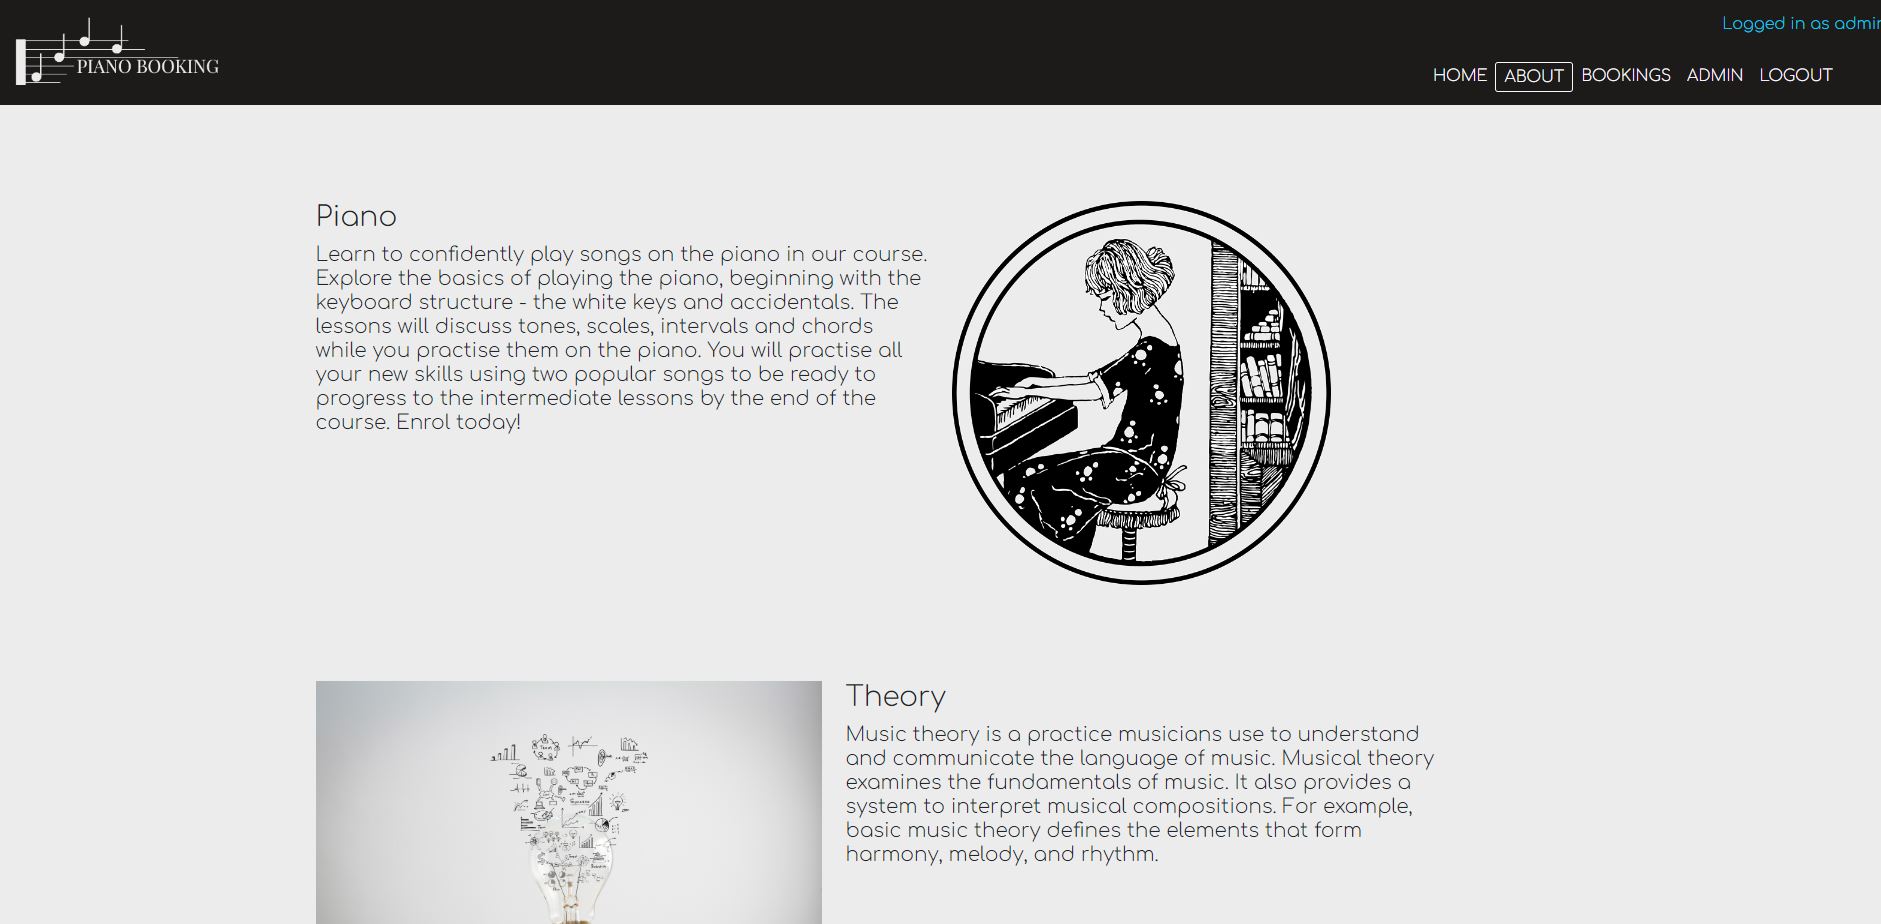 Logged in as admin
PIANO BOOKING
HOME ABOUT BOOKINGS ADMIN LOGOUT
Piano
Learn to confidently play songs on the piano in our course.
Explore the basics of playing the piano, beginning with the
keyboard structure - the white keys and accidentals. The
lessons will discuss tones, scales, intervals and chords
while you practise them on the piano. You will practise all
your new skills using two popular songs to be ready to
progress to the intermediate lessons by the end of the
course. Enrol today!
Theory
Music theory is a practice musicians use to understand
and communicate the language of music. Musical theory
examines the fundamentals of music. It also provides a
system to interpret musical compositions. For example,
basic music theory defines the elements that form
harmony, melody, and rhythm.